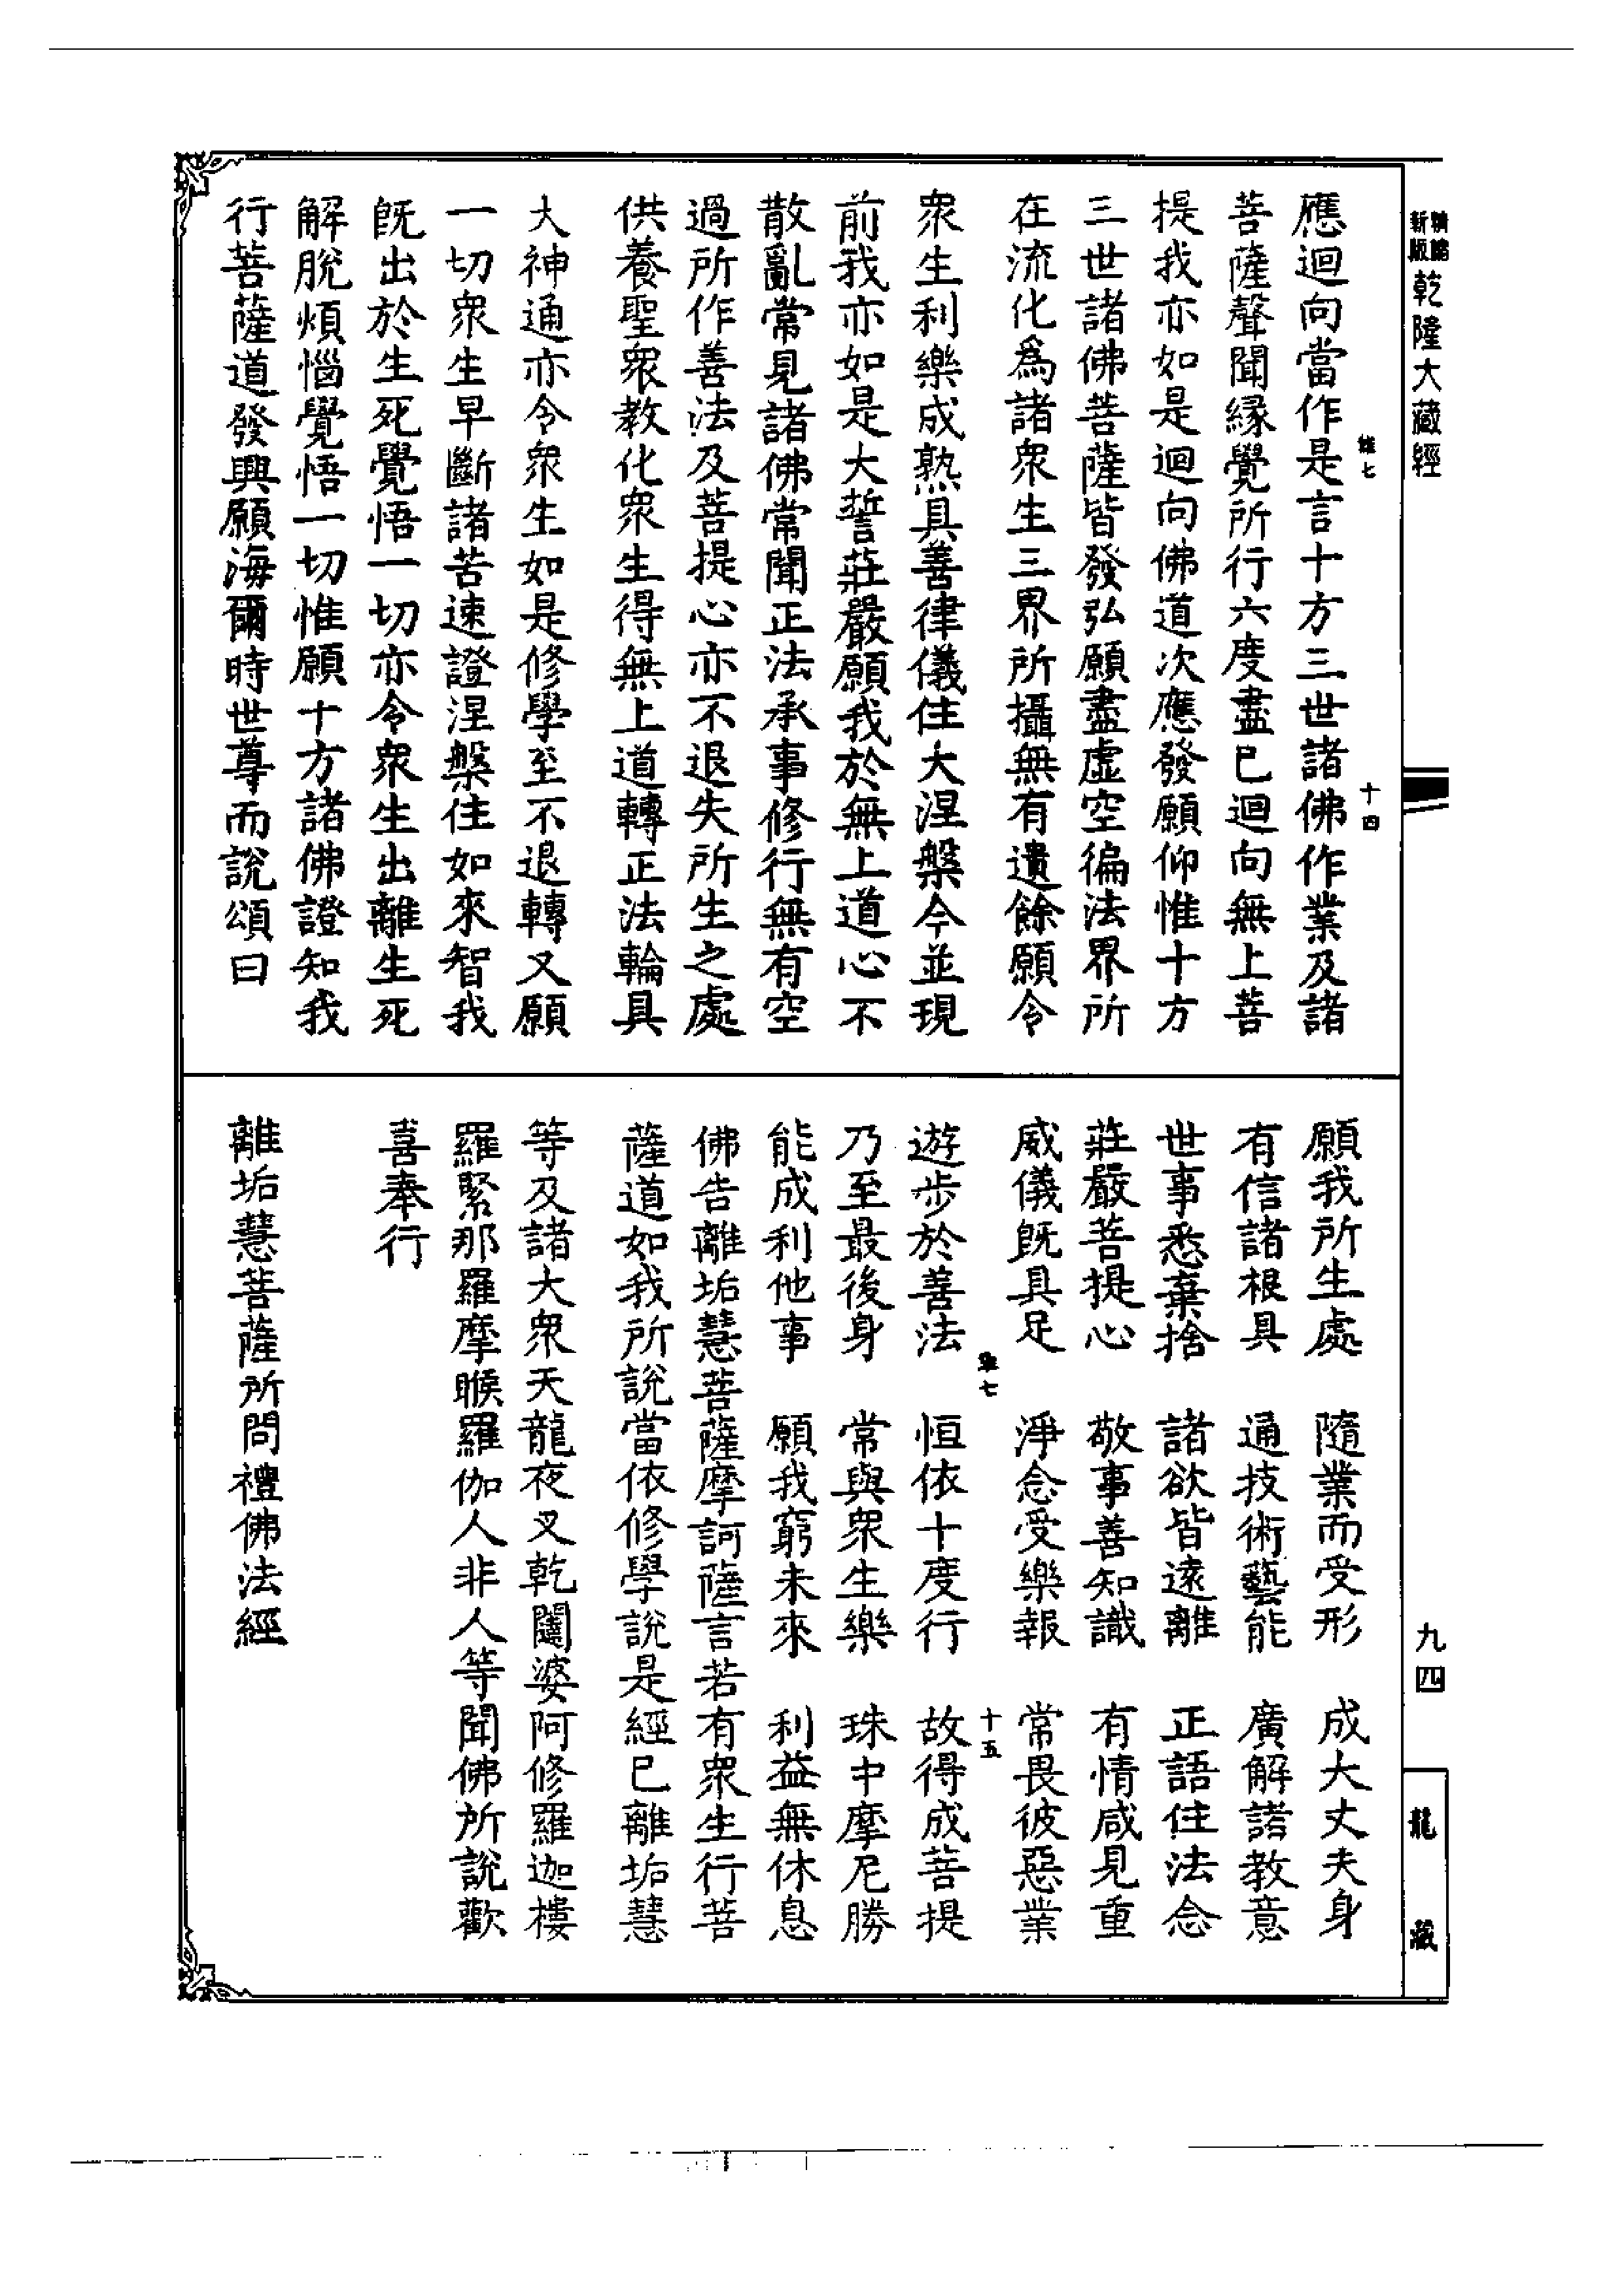 新版
精縮
乾隆大藏經
九四
龍藏
十四
應迴向當作是言十方三世諸佛作業及諸
菩薩聲聞緣覺所行六度盡已迴向無上菩
提我亦如是迴向佛道次應發願仰惟十方
三世諸佛菩薩皆發弘願盡虛空徧法界所
在流化為諸衆生三界所攝無有遺餘願令
衆生利樂成熟具善律儀住大涅槃今並現
前我亦如是大誓莊嚴願我於無上道心不
散亂常見諸佛常聞正法承事修行無有空
過所作善法及菩提心亦不退失所生之處
供養聖衆教化衆生得無上道轉正法輪具
大神通亦令衆生如是修學至不退轉又願
一切衆生早斷諸苦速證涅槃住如來智我
既出於生死覺悟一切亦令衆生出離生死
解脫煩惱覺悟一切惟願十方諸佛證知我
行菩薩道發興願海爾時世尊而說頌曰
願我所生處　隨業而受形　成大丈夫身
有信諸根具　通技術藝能　廣解諸教意
世事悉棄捨　諸欲皆遠離　正語住法念
莊嚴菩提心　敬事善知識　有情咸見重
威儀既具足　淨念受樂報　常畏彼惡業
十五
遊步於善法　恒依十度行　故得成菩提
乃至最後身　常與衆生樂　珠中摩尼勝
能成利他事　願我窮未來　利益無休息
佛告離垢慧菩薩摩訶薩言若有衆生行菩
薩道如我所說當依修學說是經已離垢慧
等及諸大衆天龍夜叉乾闥婆阿修羅迦樓
羅緊那羅摩睺羅伽人非人等聞佛所說歡
喜奉行
離垢慧菩薩所問禮佛法經